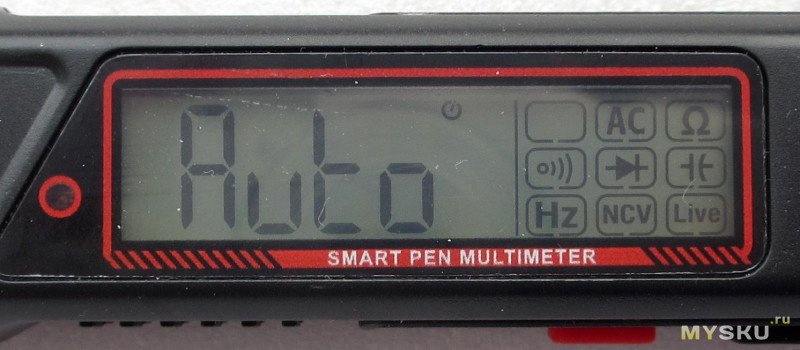 Auto
AC Ω
Hz NCV Live
SMART PEN MULTIMETER
MYSKU.ru